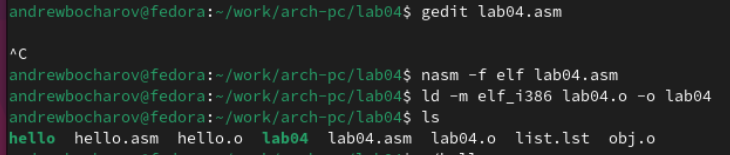 andrewbocharov@fedora:~/work/arch-pc/lab04$ gedit lab04.asm
^C
andrewbocharov@fedora:~/work/arch-pc/lab04$ nasm -f elf lab04.asm
andrewbocharov@fedora:~/work/arch-pc/lab04$ ld -m elf_i386 lab04.o -o lab04
andrewbocharov@fedora:~/work/arch-pc/lab04$ ls
hello  hello.asm  hello.o  lab04  lab04.asm  lab04.o  list.lst  obj.o